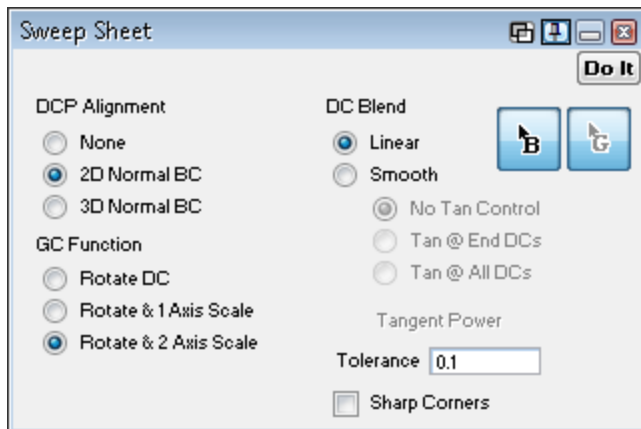 Sweep Sheet
Do It
DCP Alignment
None
2D Normal BC
3D Normal BC
GC Function
Rotate DC
Rotate & 1 Axis Scale
Rotate & 2 Axis Scale
DC Blend
Linear
Smooth
No Tan Control
Tan @ End DCs
Tan @ All DCs
Tangent Power
Tolerance 0.1
Sharp Corners
B
G